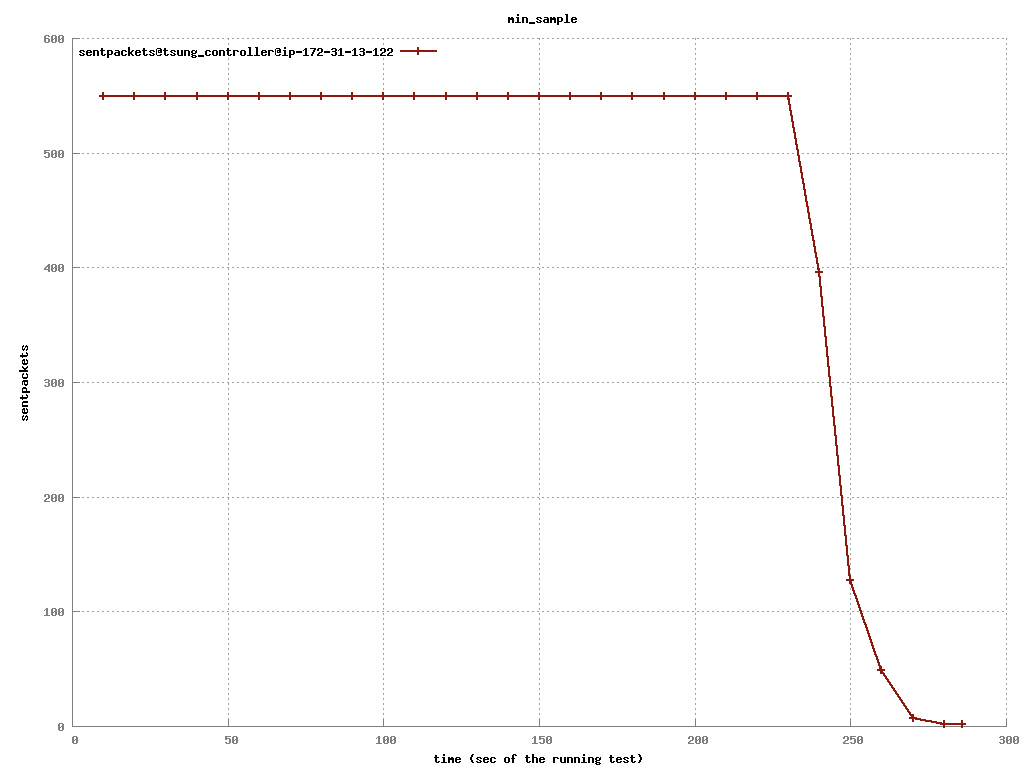 min_sample
600
sentpackets@tsung_controller@ip-172-31-13-122
500
400
300
200
100
0
sentpackets
0 50 100 150 200 250 300
time (sec of the running test)